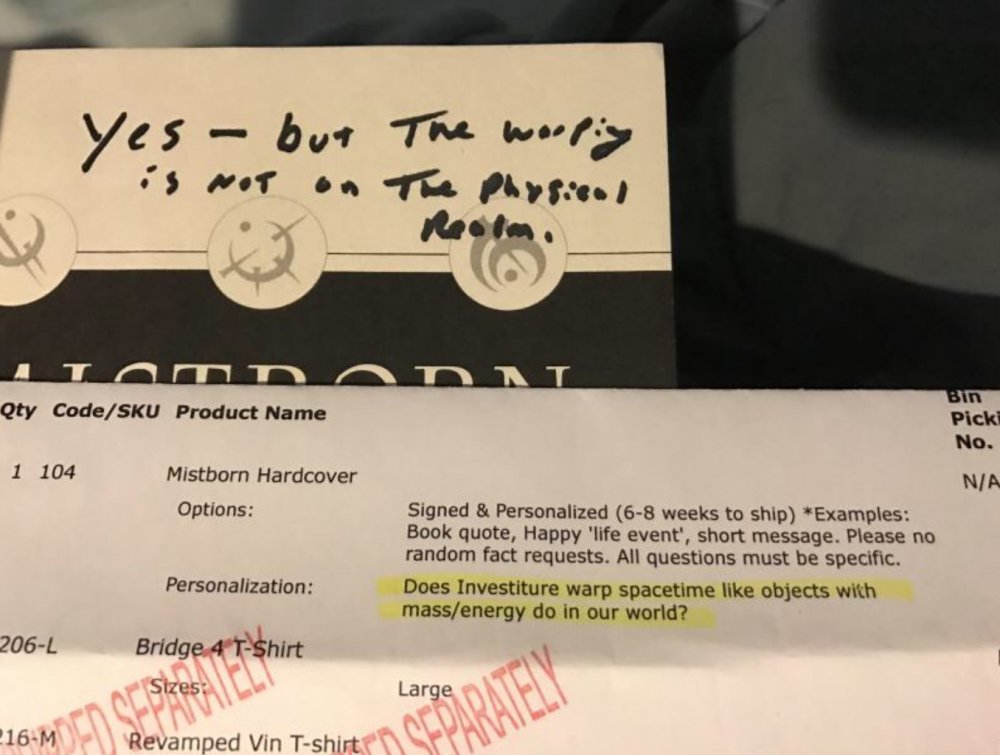 Yes - but The warping
is NOT on The Physical
Realm.
MISTBORN
Qty Code/SKU Product Name
Bin
Picki
No.
1 104 Mistborn Hardcover
N/A
Options: Signed & Personalized (6-8 weeks to ship) *Examples:
Book quote, Happy 'life event', short message. Please no
random fact requests. All questions must be specific.
Personalization: Does Investiture warp spacetime like objects with
mass/energy do in our world?
206-L Bridge 4 T-Shirt
Sizes: Large
SEPARATELY
SEPARATELY
216-M Revamped Vin T-shirt